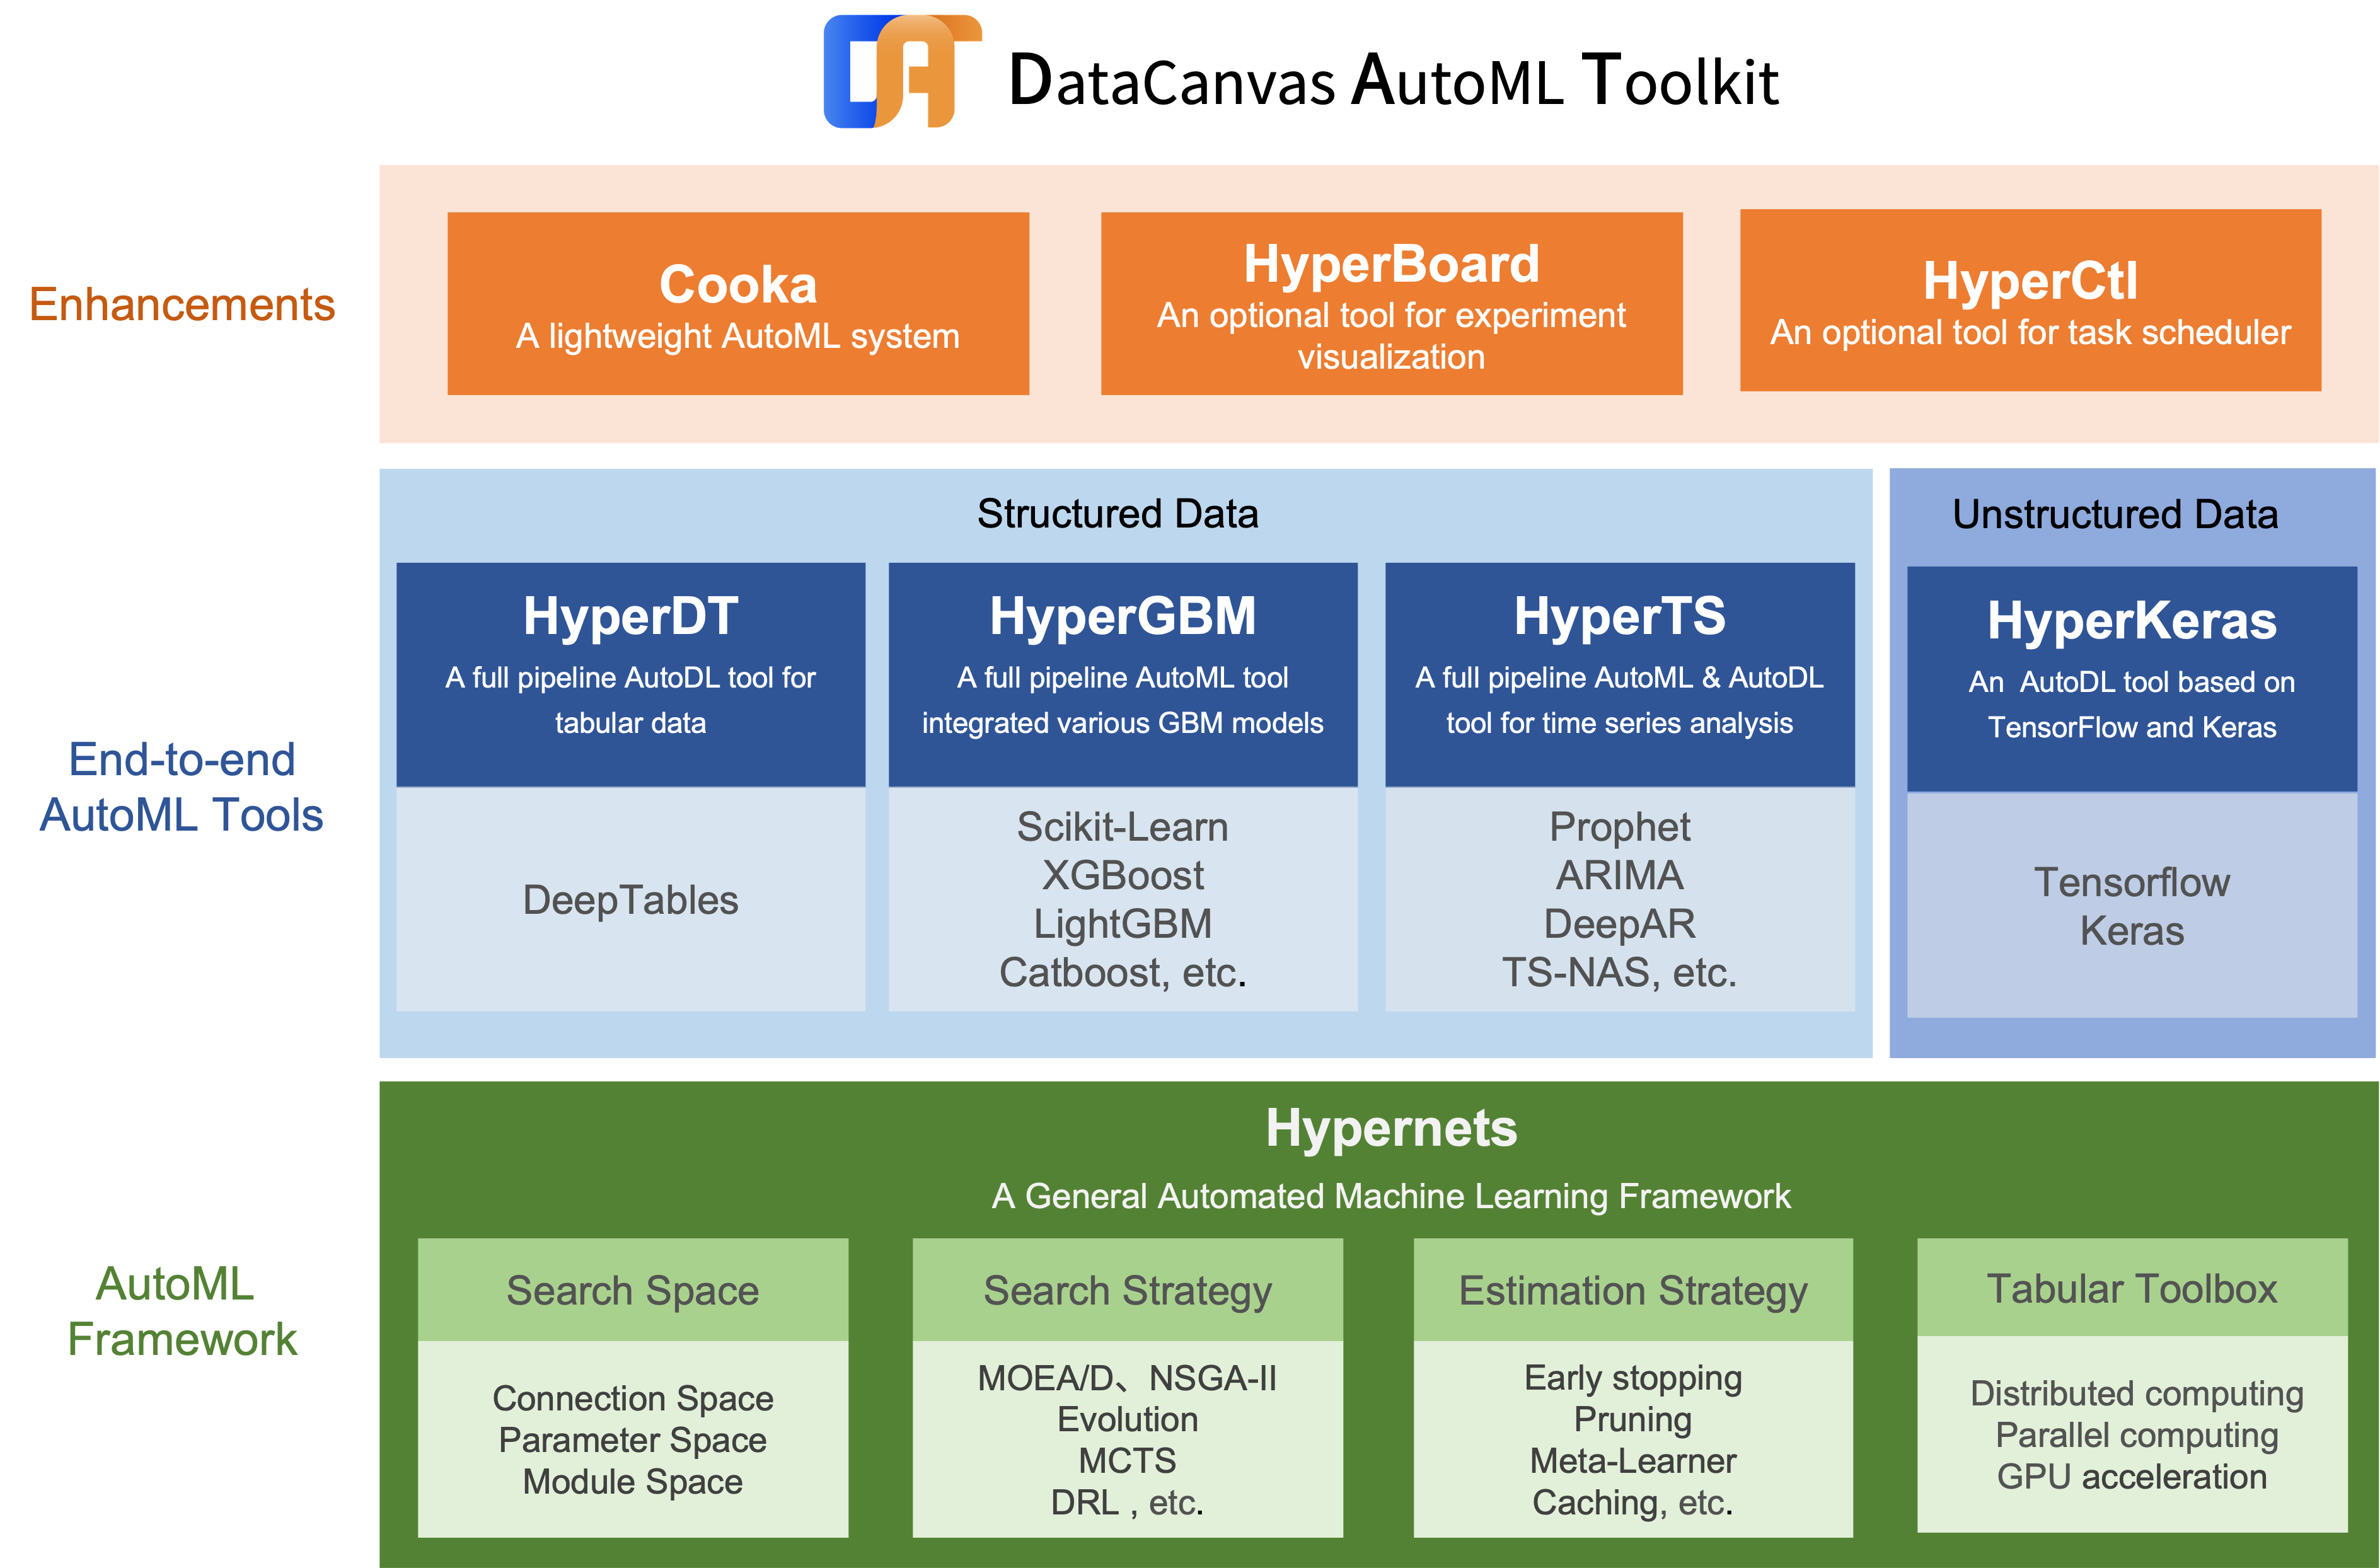 DAT
DataCanvas AutoML Toolkit
Enhancements
Cooka
A lightweight AutoML system
HyperBoard
An optional tool for experiment
visualization
HyperCtl
An optional tool for task scheduler
End-to-end
AutoML Tools
Structured Data
HyperDT
A full pipeline AutoDL tool for
tabular data
DeepTables
HyperGBM
A full pipeline AutoML tool
integrated various GBM models
Scikit-Learn
XGBoost
LightGBM
Catboost, etc.
HyperTS
A full pipeline AutoML & AutoDL
tool for time series analysis
Prophet
ARIMA
DeepAR
TS-NAS, etc.
Unstructured Data
HyperKeras
An  AutoDL tool based on
TensorFlow and Keras
Tensorflow
Keras
AutoML
Framework
Hypernets
A General Automated Machine Learning Framework
Search Space
Connection Space
Parameter Space
Module Space
Search Strategy
MOEA/D、NSGA-II
Evolution
MCTS
DRL , etc.
Estimation Strategy
Early stopping
Pruning
Meta-Learner
Caching, etc.
Tabular Toolbox
Distributed computing
Parallel computing
GPU acceleration